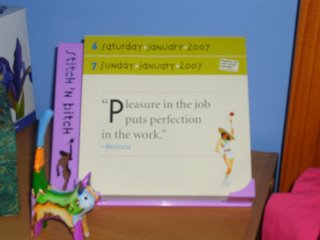 stitch 'n bitch
6 saturday•january•2007
7 sunday•january•2007
"Pleasure in the job
puts perfection
in the work."
—Aristotle